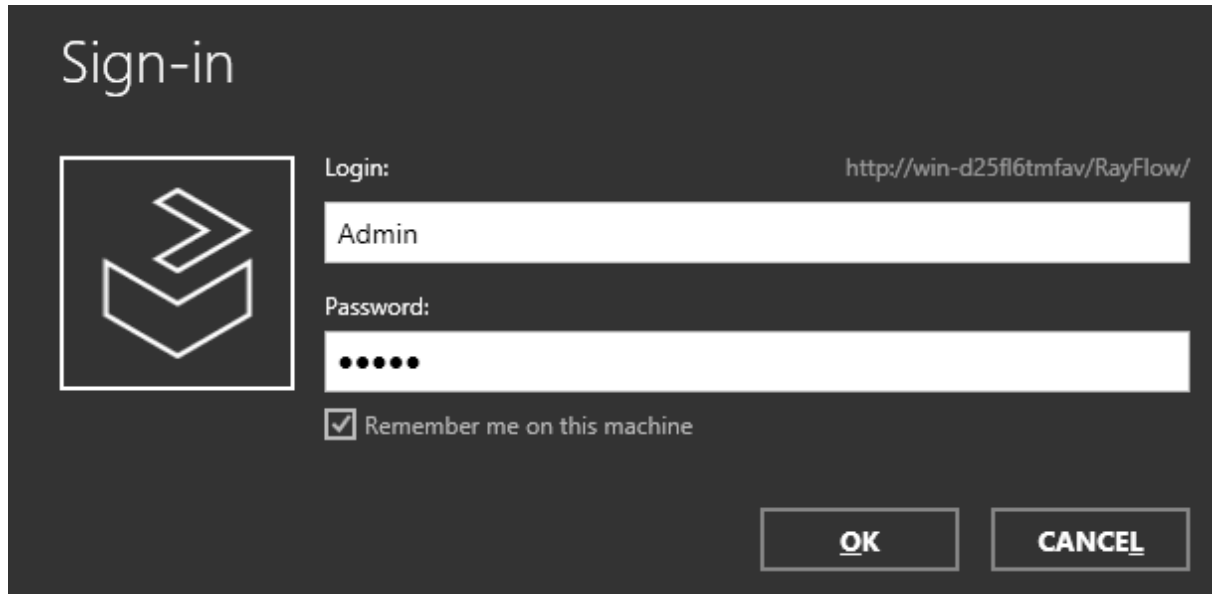 Sign-in
Login:
http://win-d25fl6tmfav/RayFlow/
Admin
Password:
●●●●●
Remember me on this machine
OK
CANCEL